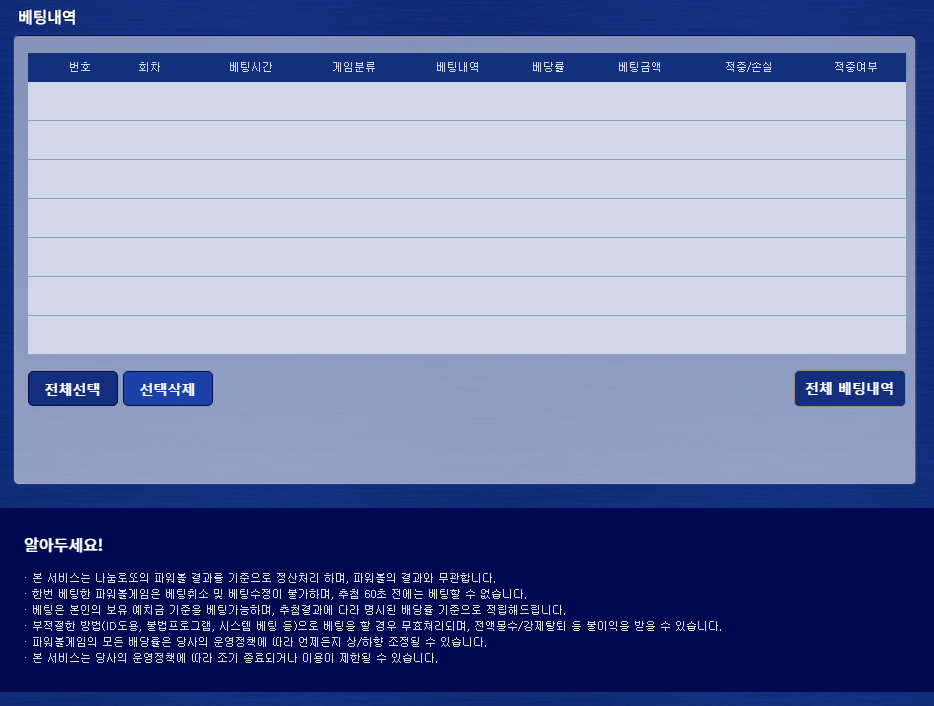 베팅내역
번호 회차 베팅시간 게임분류 베팅내역 배당률 베팅금액 적중/손실 적중여부
전체선택 선택삭제 전체 베팅내역
알아두세요!
· 본 서비스는 나눔로또의 파워볼 결과를 기준으로 정산처리 하며, 파워볼의 결과와 무관합니다.
· 한번 베팅한 파워볼게임은 베팅취소 및 베팅수정이 불가하며, 추첨 60초 전에는 베팅할 수 없습니다.
· 베팅은 본인의 보유 예치금 기준을 베팅가능하며, 추첨결과에 다라 명시된 배당률 기준으로 적립해드립니다.
· 부적절한 방법(ID도용, 불법프로그램, 시스템 베팅 등)으로 베팅을 할 경우 무효쳐리되며, 전액몰수/강제탈퇴 등 불이익을 받을 수 있습니다.
· 파워볼게임의 모든 배당률은 당사의 운영정책에 따라 언제든지 상/하향 조정될 수 있습니다.
· 본 서비스는 당사의 운영정책에 따라 조기 종료되거나 이용이 제한될 수 있습니다.